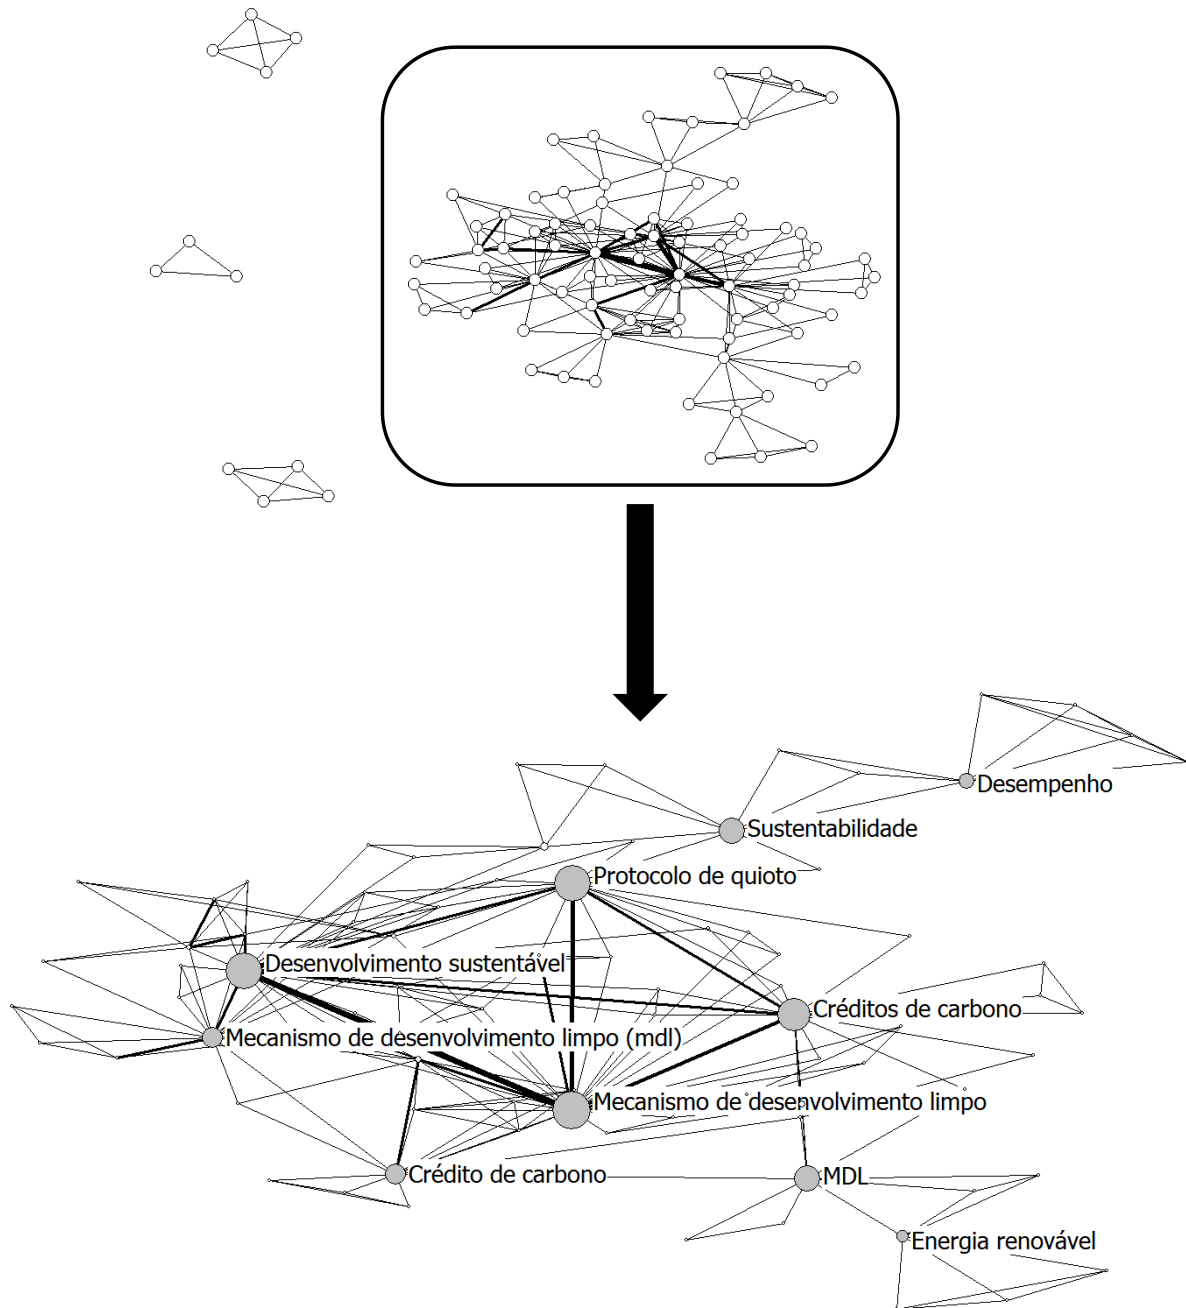 Desempenho
Sustentabilidade
Protocolo de quioto
Desenvolvimento sustentável
Créditos de carbono
Mecanismo de desenvolvimento limpo (mdl)
Mecanismo de desenvolvimento limpo
Crédito de carbono
MDL
Energia renovável